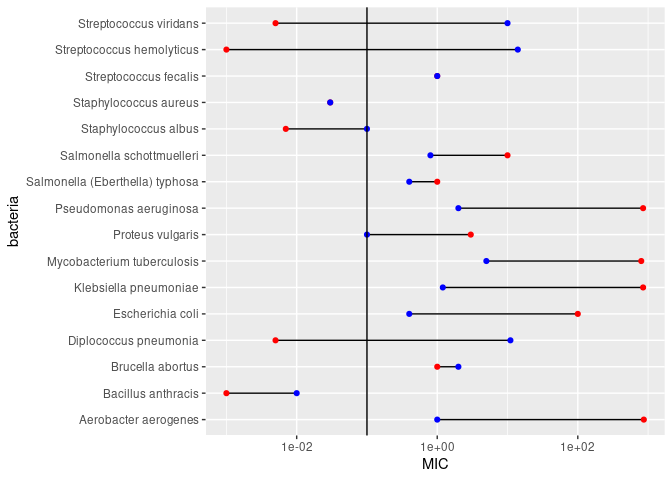 Streptococcus viridans
Streptococcus hemolyticus
Streptococcus fecalis
Staphylococcus aureus
Staphylococcus albus
Salmonella schottmuelleri
Salmonella (Eberthella) typhosa
Pseudomonas aeruginosa
Proteus vulgaris
Mycobacterium tuberculosis
Klebsiella pneumoniae
Escherichia coli
Diplococcus pneumonia
Brucella abortus
Bacillus anthracis
Aerobacter aerogenes
bacteria
1e-02 1e+00 1e+02
MIC